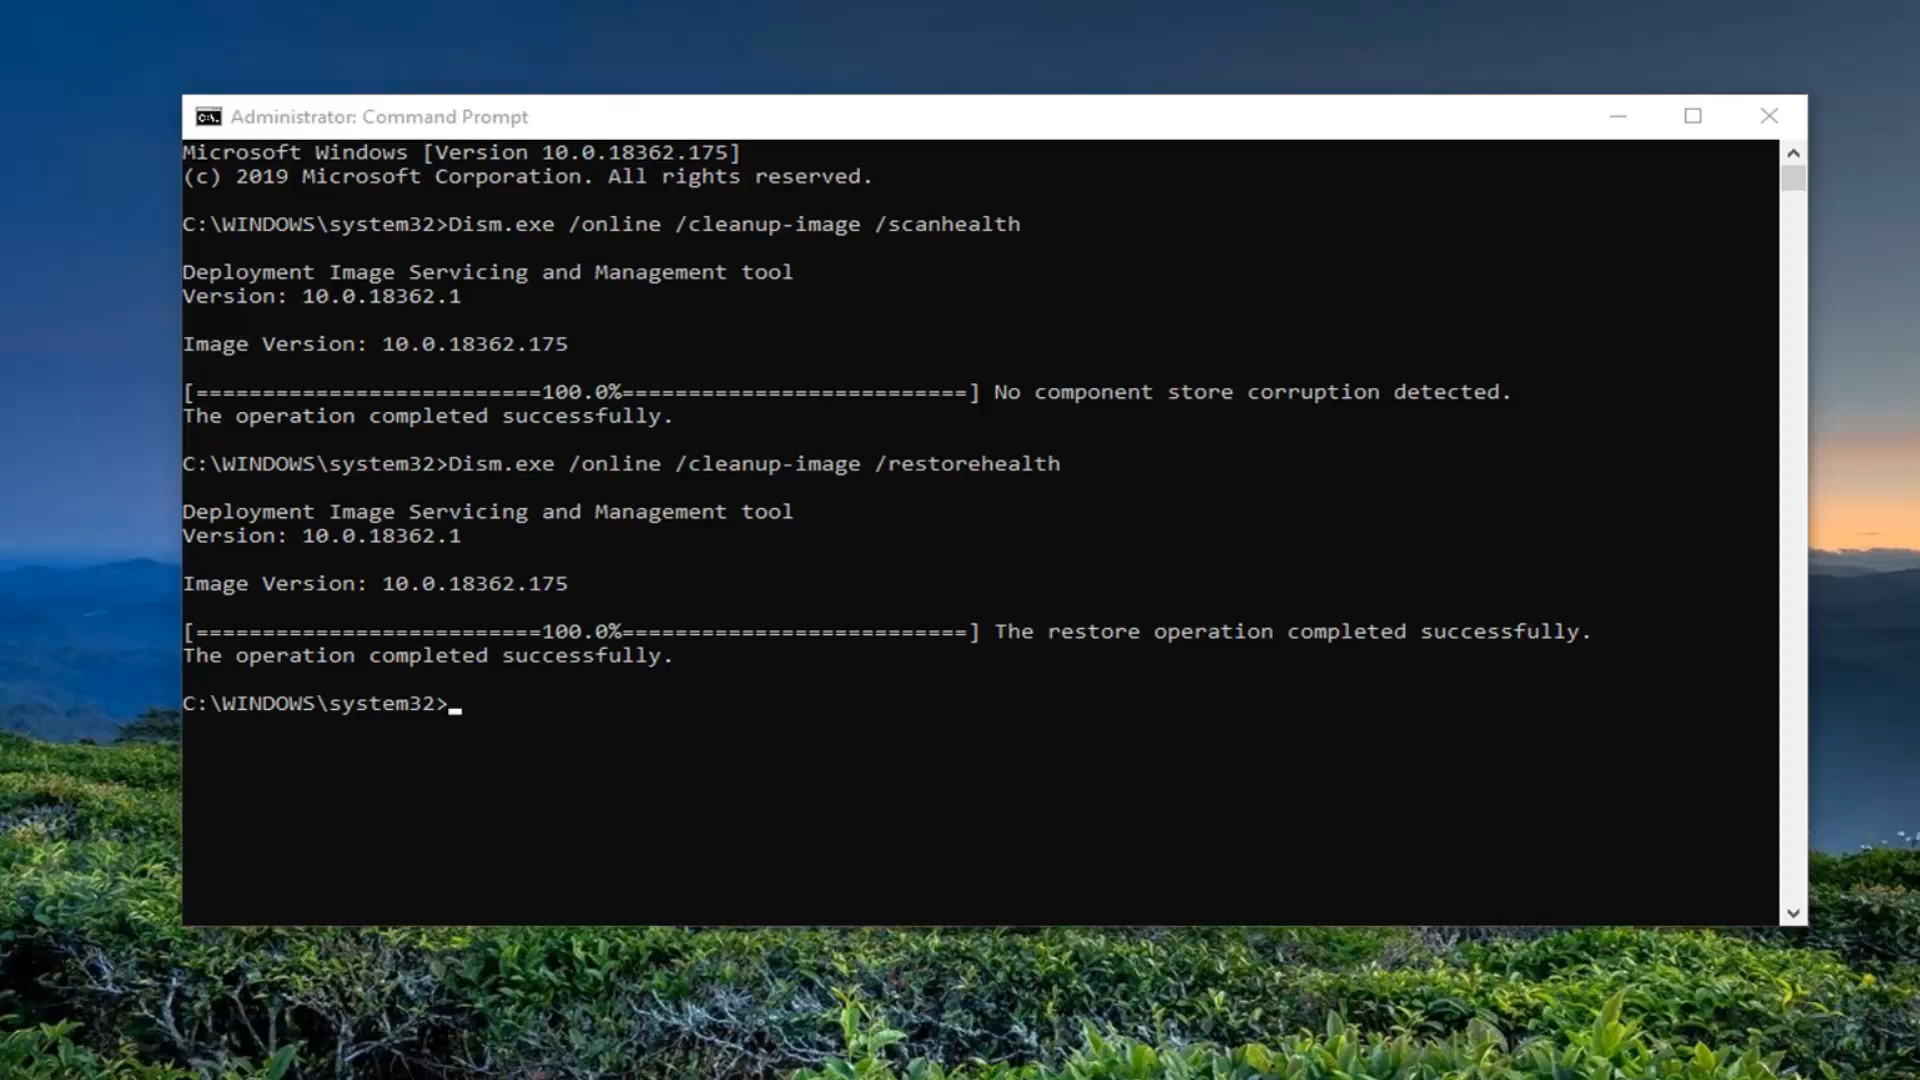 Administrator: Command Prompt
Microsoft Windows [Version 10.0.18362.175]
(c) 2019 Microsoft Corporation. All rights reserved.
C:\WINDOWS\system32>Dism.exe /online /cleanup-image /scanhealth
Deployment Image Servicing and Management tool
Version: 10.0.18362.1
Image Version: 10.0.18362.175
[==========================100.0%==========================] No component store corruption detected.
The operation completed successfully.
C:\WINDOWS\system32>Dism.exe /online /cleanup-image /restorehealth
Deployment Image Servicing and Management tool
Version: 10.0.18362.1
Image Version: 10.0.18362.175
[==========================100.0%==========================] The restore operation completed successfully.
The operation completed successfully.
C:\WINDOWS\system32>